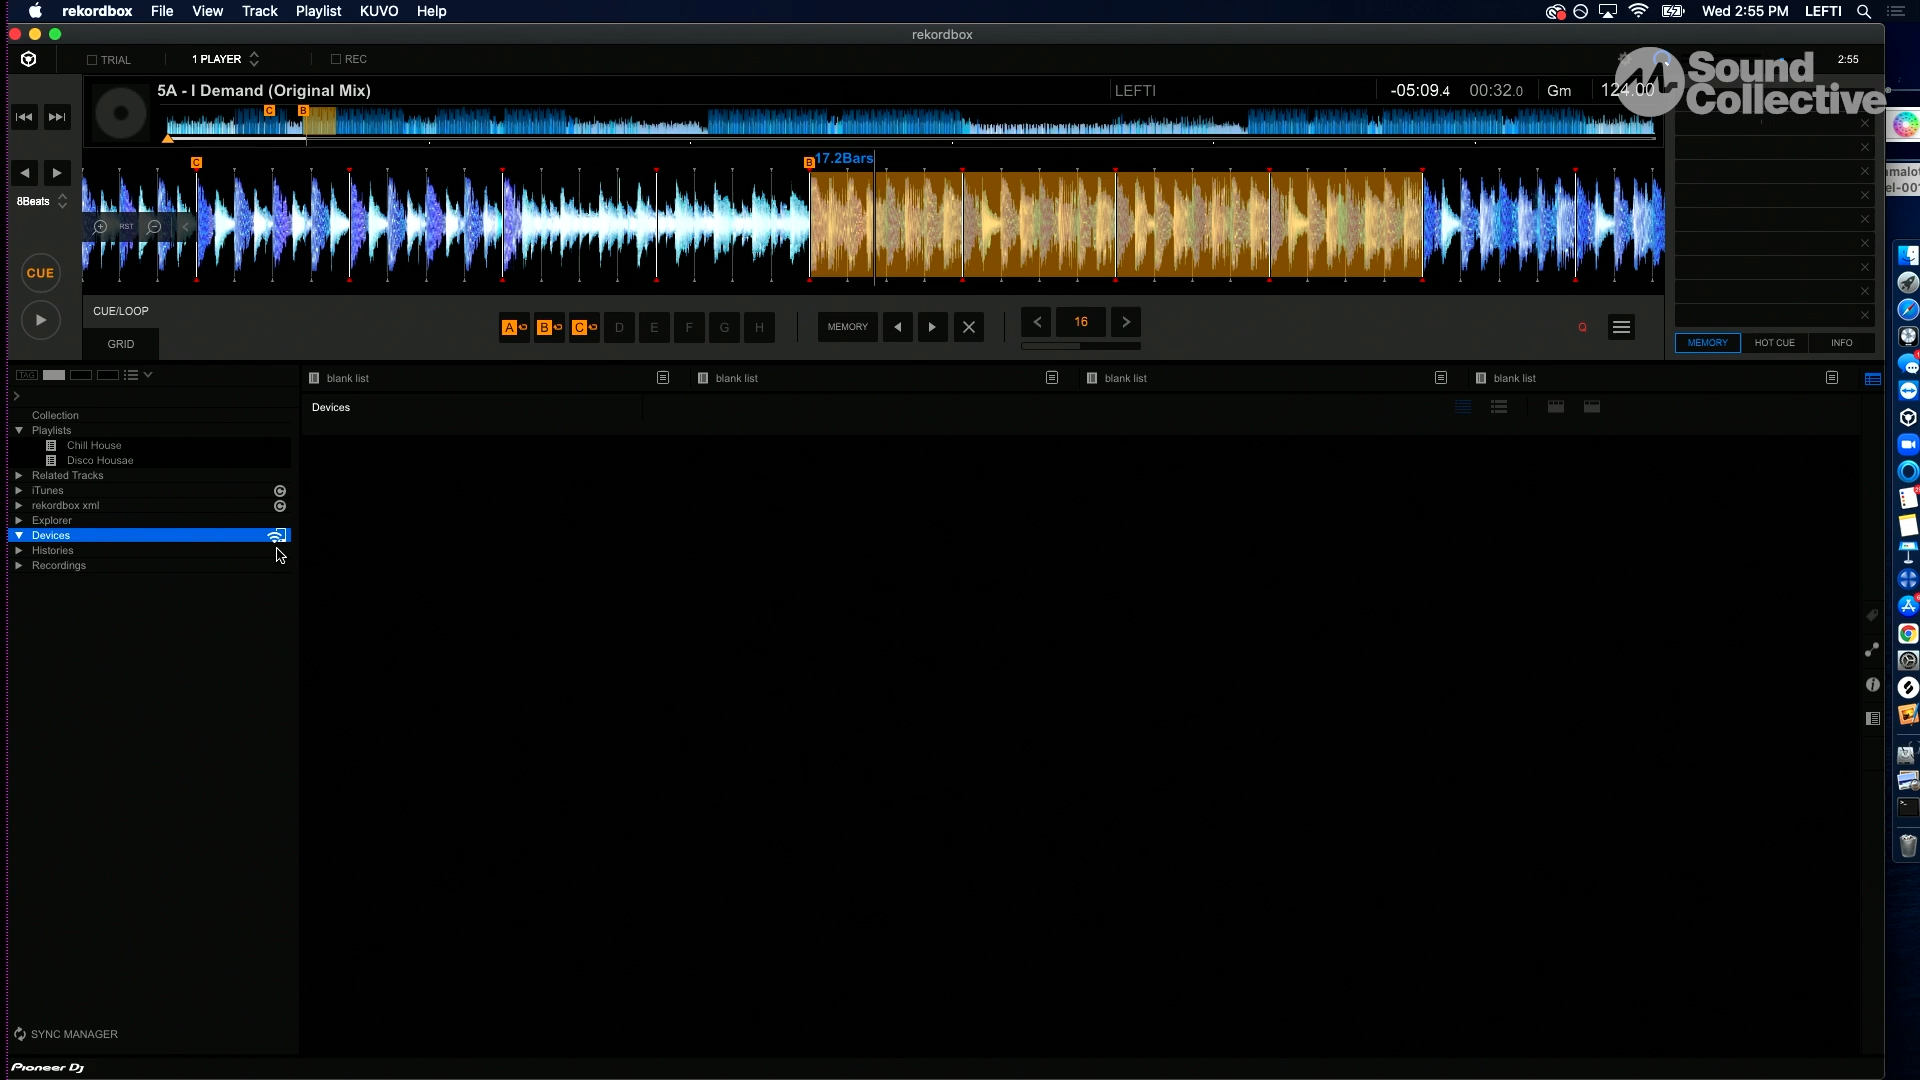 rekordbox File View Track Playlist KUVO Help
Wed 2:55 PM LEFTI
rekordbox
TRIAL 1 PLAYER REC
2:55
Sound
Collective
5A - I Demand (Original Mix) LEFTI -05:09.4 00:32.0 Gm 124.00
C B
C B 17.2Bars
8Beats
RST
CUE
CUE/LOOP
GRID
A B C D E F G H MEMORY 16 Q
MEMORY HOT CUE INFO
TAG
blank list blank list blank list blank list
Devices
Collection
Playlists
Chill House
Disco Housae
Related Tracks
iTunes
rekordbox xml
Explorer
Devices
Histories
Recordings
SYNC MANAGER
Pioneer Dj